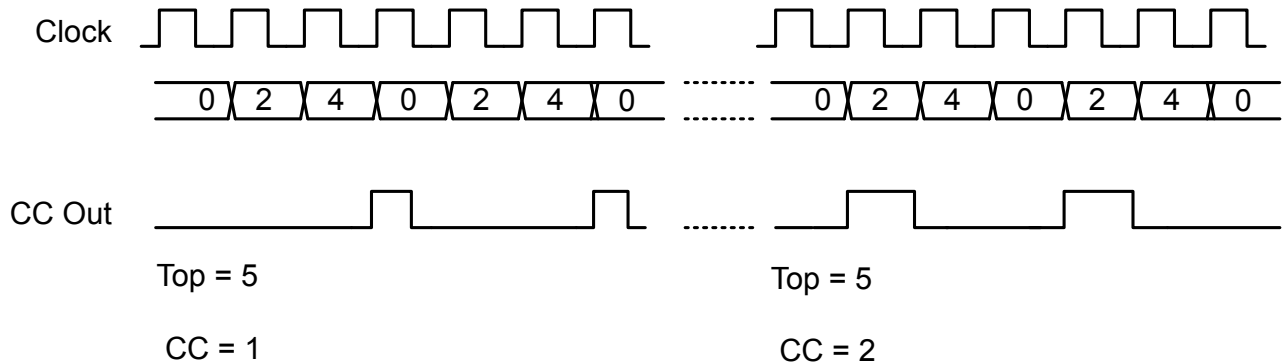 Clock
0 2 4 0 2 4 0 0 2 4 0 2 4 0
CC Out
Top = 5 Top = 5
CC = 1 CC = 2